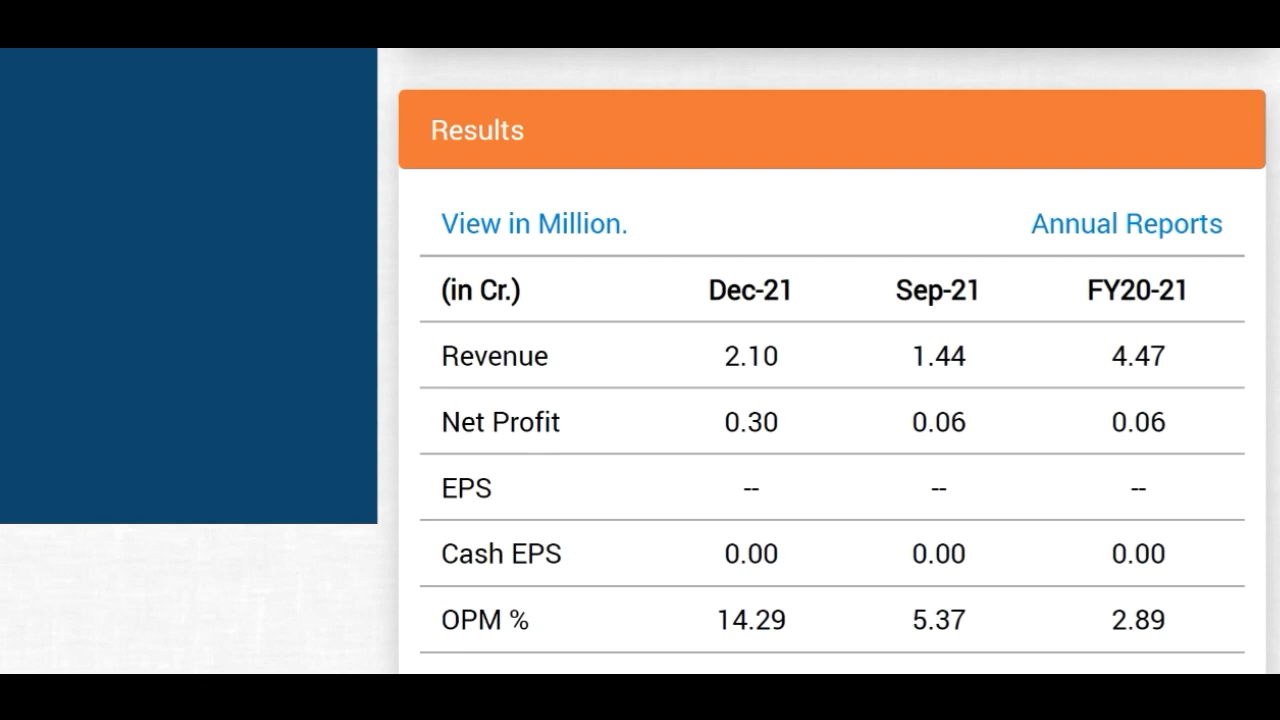 Results
View in Million. Annual Reports
(in Cr.) Dec-21 Sep-21 FY20-21
Revenue 2.10 1.44 4.47
Net Profit 0.30 0.06 0.06
EPS -- -- --
Cash EPS 0.00 0.00 0.00
OPM % 14.29 5.37 2.89